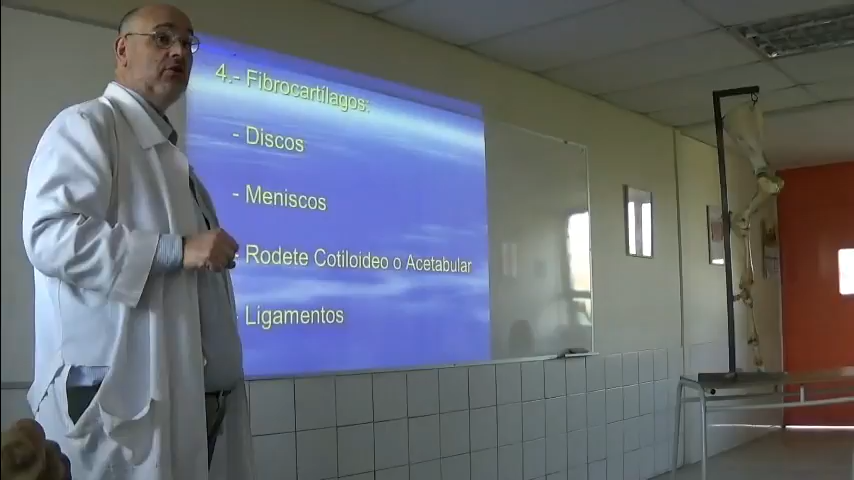 4.- Fibrocartílagos:
- Discos
- Meniscos
- Rodete Cotiloideo o Acetabular
- Ligamentos